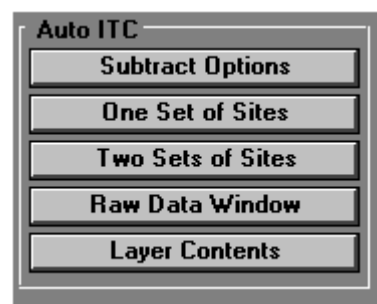 Auto ITC
Subtract Options
One Set of Sites
Two Sets of Sites
Raw Data Window
Layer Contents